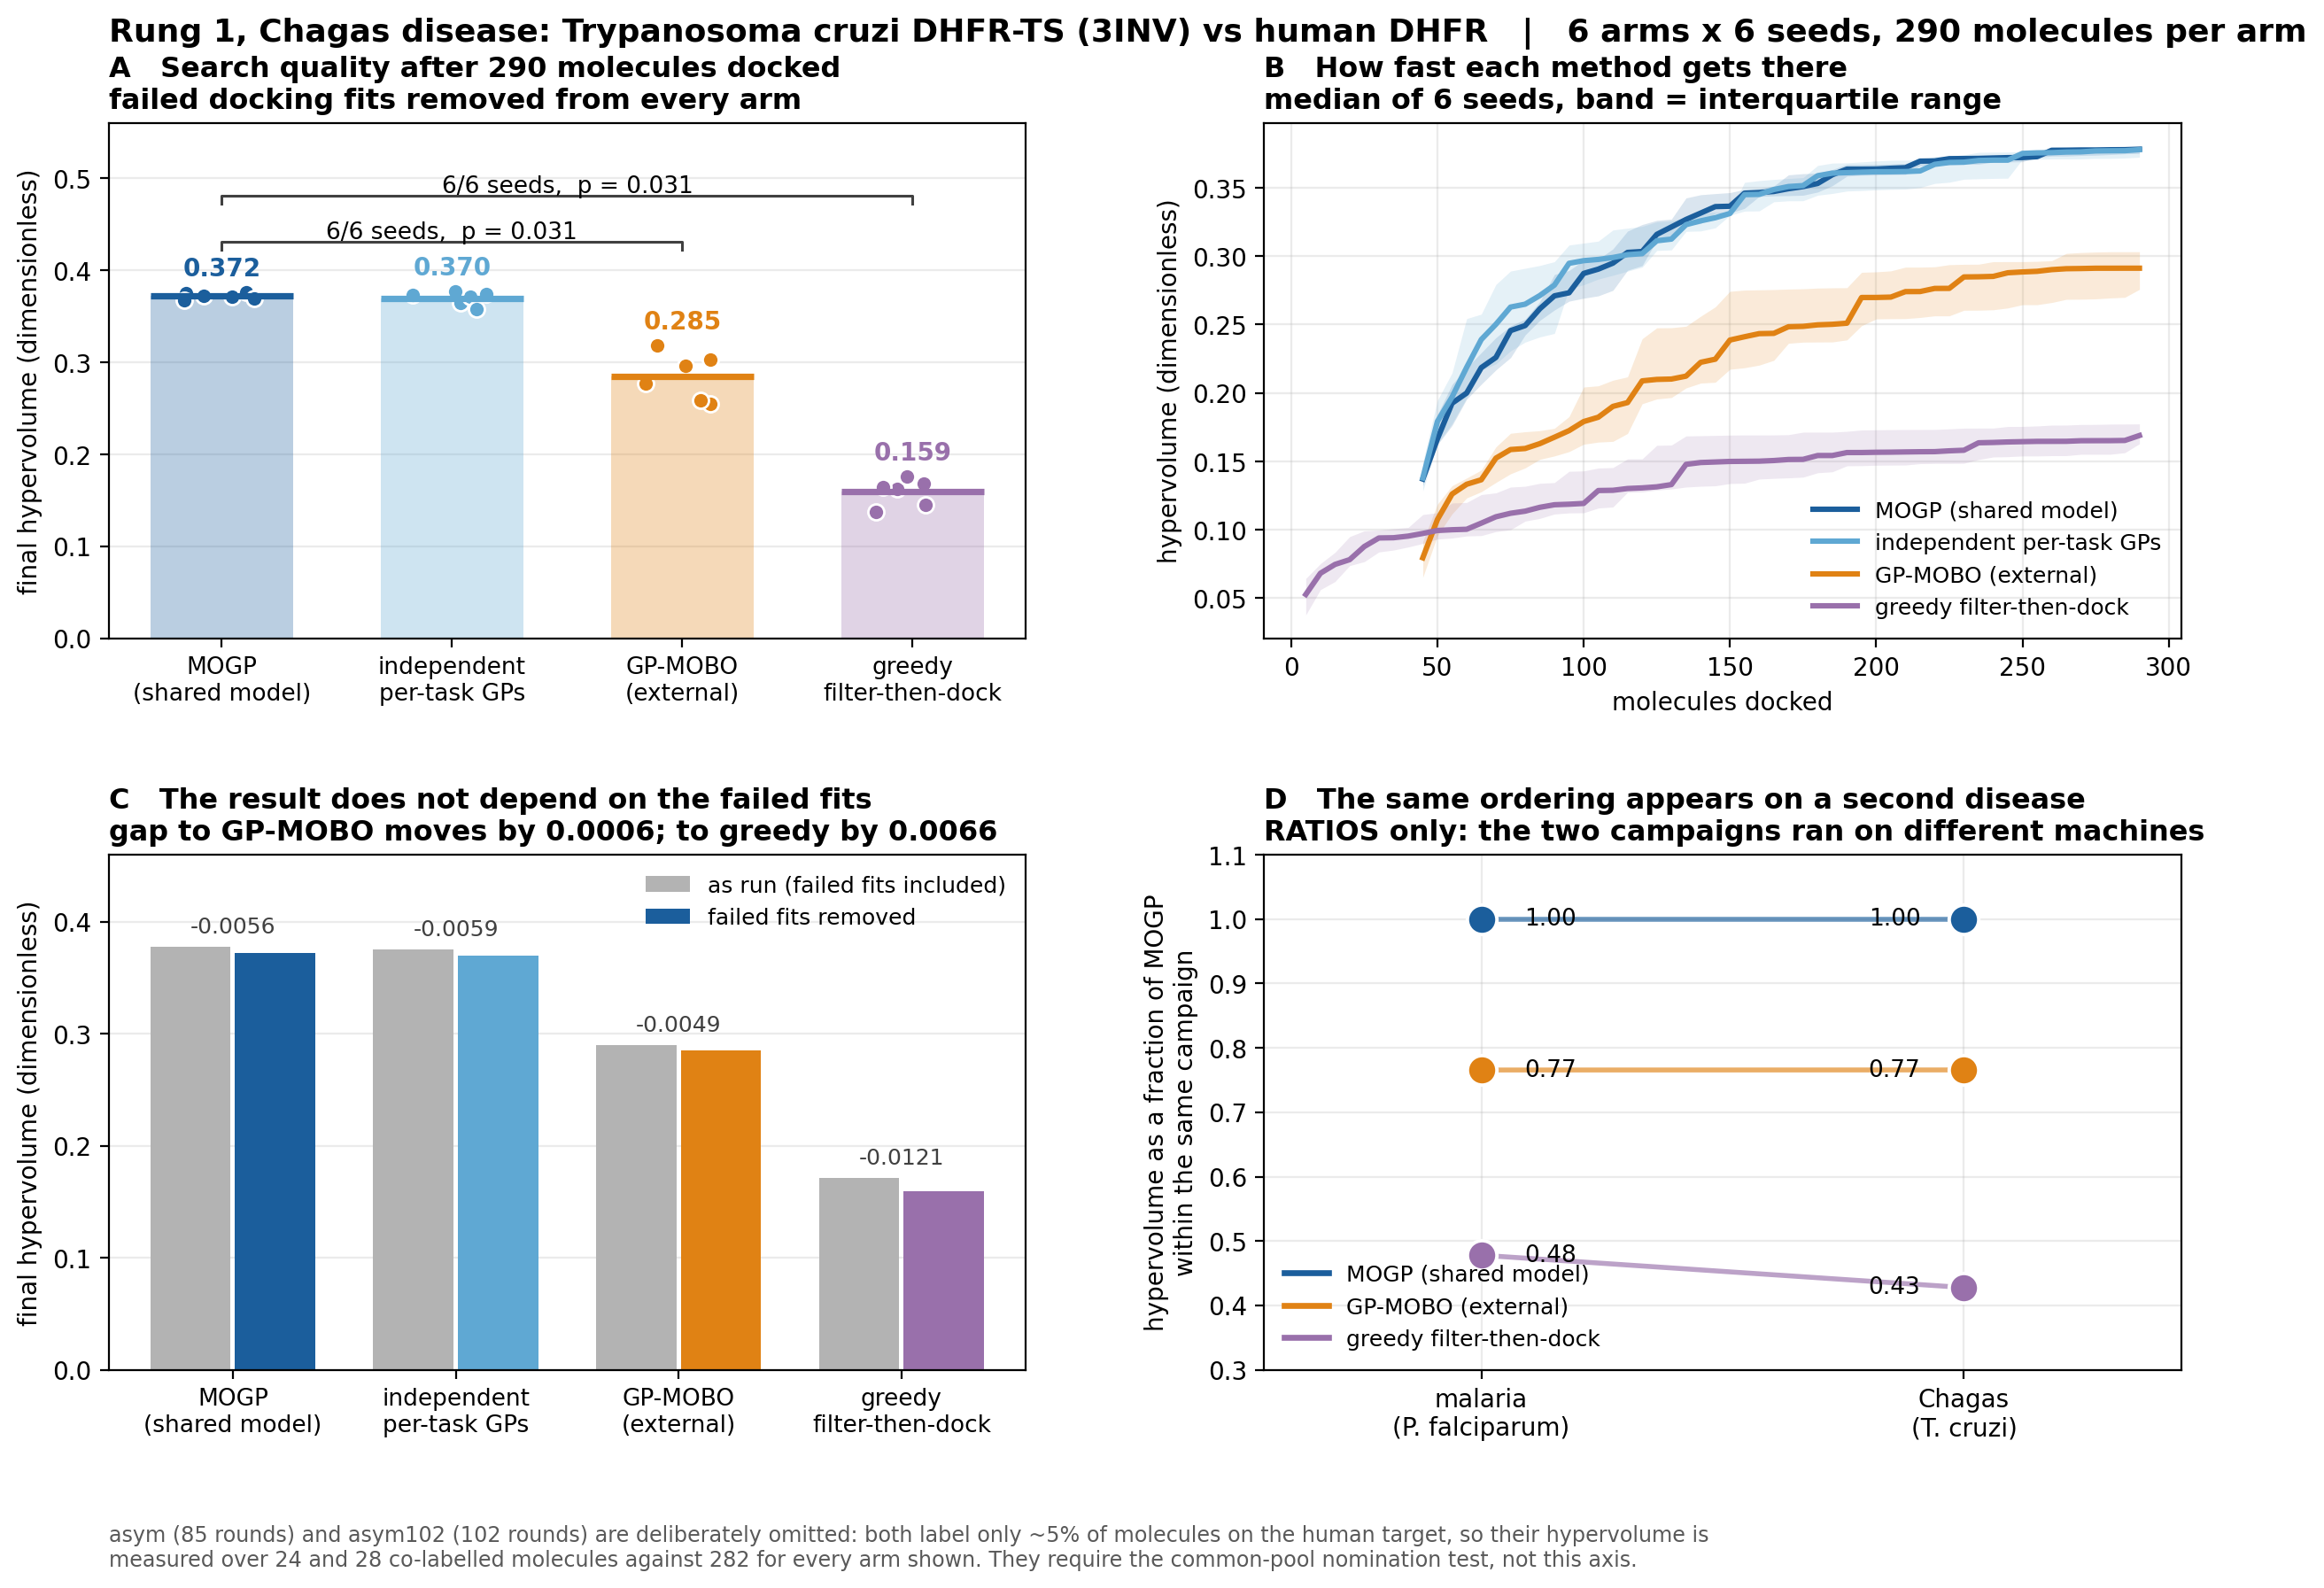 Rung 1, Chagas disease: Trypanosoma cruzi DHFR-TS (3INV) vs human DHFR | 6 arms x 6 seeds, 290 molecules per arm
A Search quality after 290 molecules docked
failed docking fits removed from every arm
final hypervolume (dimensionless)
0.5
0.4
0.3
0.2
0.1
0.0
6/6 seeds, p = 0.031
6/6 seeds, p = 0.031
0.372
0.370
0.285
0.159
MOGP
(shared model)
independent
per-task GPs
GP-MOBO
(external)
greedy
filter-then-dock
B How fast each method gets there
median of 6 seeds, band = interquartile range
hypervolume (dimensionless)
0.35
0.30
0.25
0.20
0.15
0.10
0.05
MOGP (shared model)
independent per-task GPs
GP-MOBO (external)
greedy filter-then-dock
0
50
100
150
200
250
300
molecules docked
C The result does not depend on the failed fits
gap to GP-MOBO moves by 0.0006; to greedy by 0.0066
final hypervolume (dimensionless)
0.4
0.3
0.2
0.1
0.0
as run (failed fits included)
failed fits removed
-0.0056
-0.0059
-0.0049
-0.0121
MOGP
(shared model)
independent
per-task GPs
GP-MOBO
(external)
greedy
filter-then-dock
D The same ordering appears on a second disease
RATIOS only: the two campaigns ran on different machines
hypervolume as a fraction of MOGP
within the same campaign
1.1
1.0
0.9
0.8
0.7
0.6
0.5
0.4
0.3
1.00
1.00
0.77
0.77
0.48
0.43
MOGP (shared model)
GP-MOBO (external)
greedy filter-then-dock
malaria
(P. falciparum)
Chagas
(T. cruzi)
asym (85 rounds) and asym102 (102 rounds) are deliberately omitted: both label only ~5% of molecules on the human target, so their hypervolume is
measured over 24 and 28 co-labelled molecules against 282 for every arm shown. They require the common-pool nomination test, not this axis.